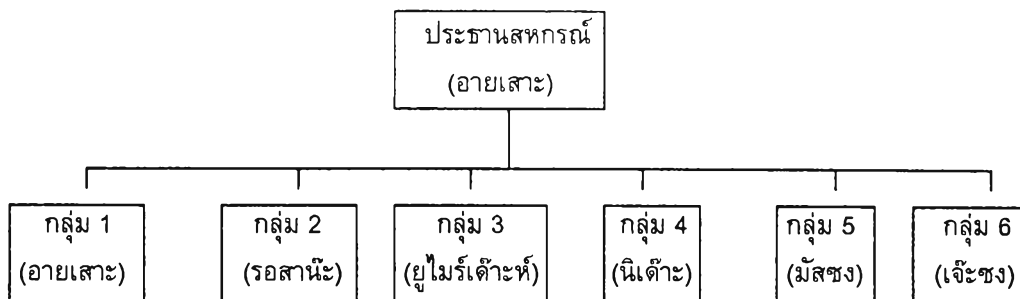 ประธานสหกรณ์
(อายเสาะ)
กลุ่ม 1
(อายเสาะ)
กลุ่ม 2
(รอสาน๊ะ)
กลุ่ม 3
(ยูไมร์เด๊าะห์)
กลุ่ม 4
(นิเด๊าะ)
กลุ่ม 5
(มัสซง)
กลุ่ม 6
(เจ๊ะซง)